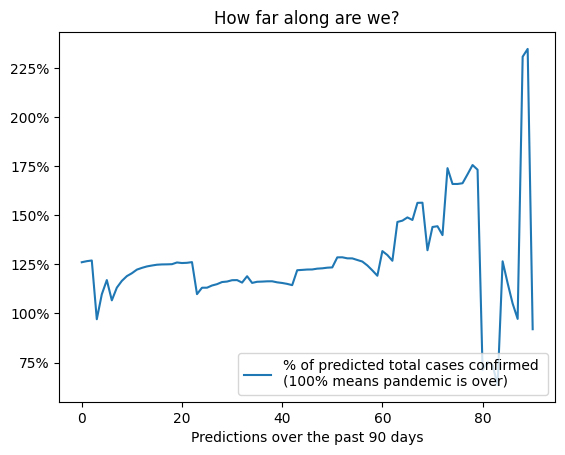 How far along are we?
225%
200%
175%
150%
125%
100%
75%
% of predicted total cases confirmed
(100% means pandemic is over)
0 20 40 60 80
Predictions over the past 90 days